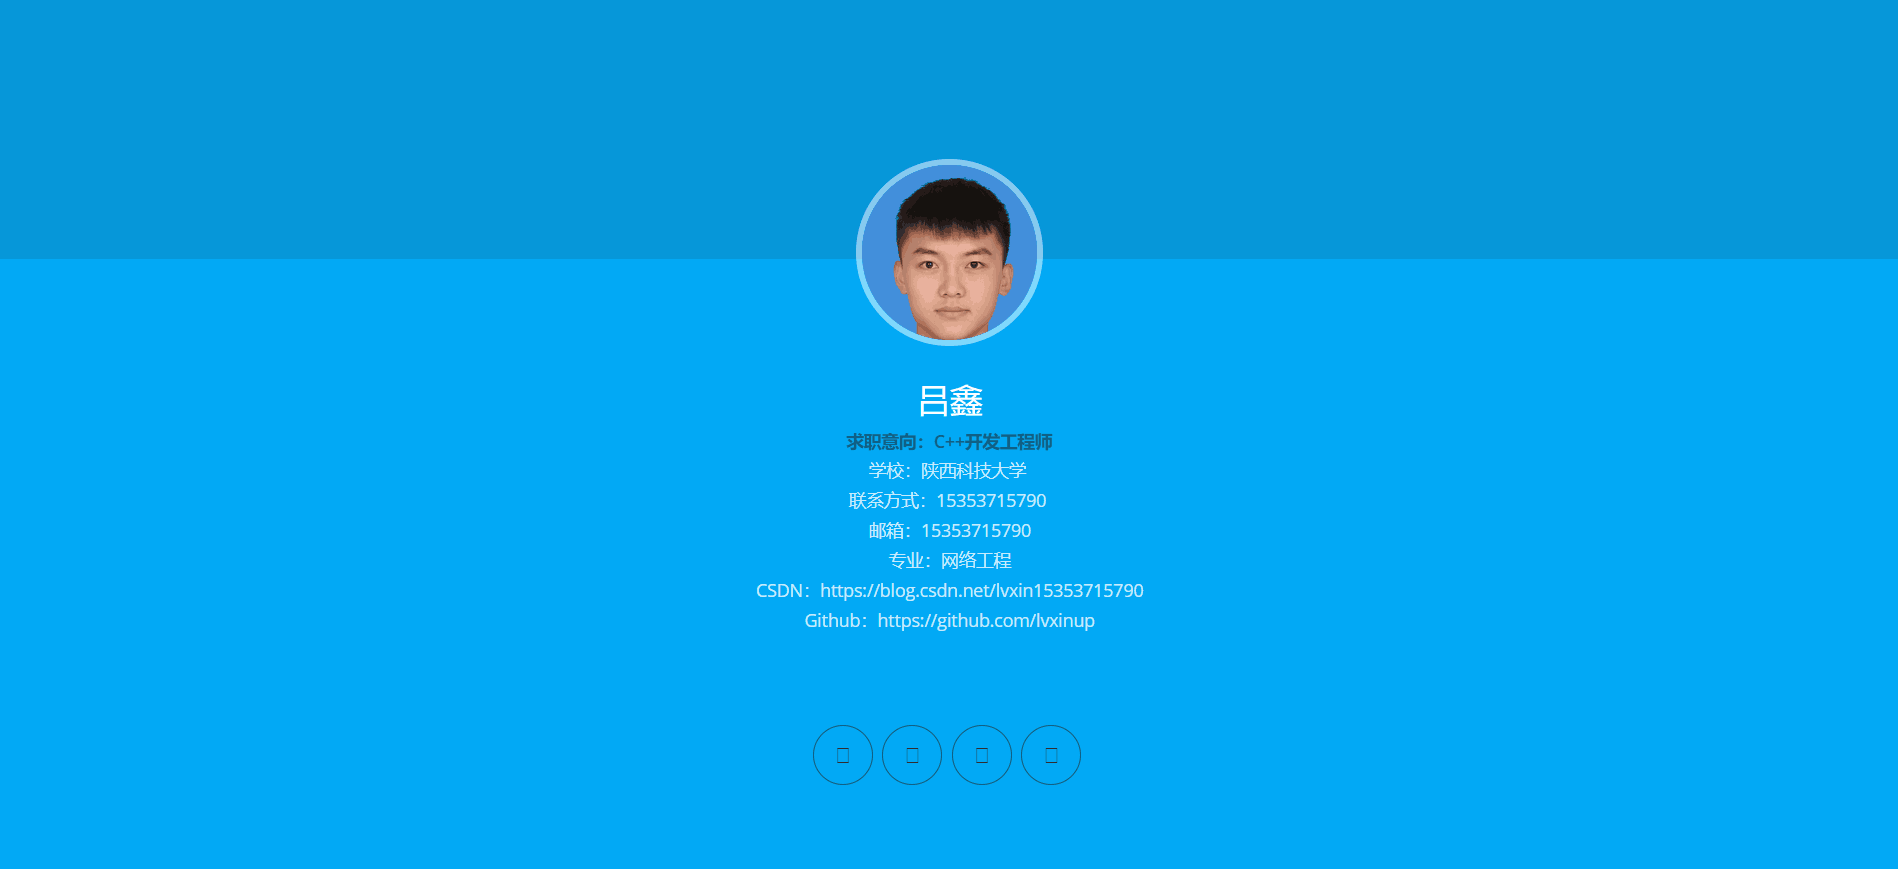 吕鑫
求职意向：C++开发工程师
学校：陕西科技大学
联系方式：15353715790
邮箱：15353715790
专业：网络工程
CSDN：https://blog.csdn.net/lvxin15353715790
Github：https://github.com/lvxinup